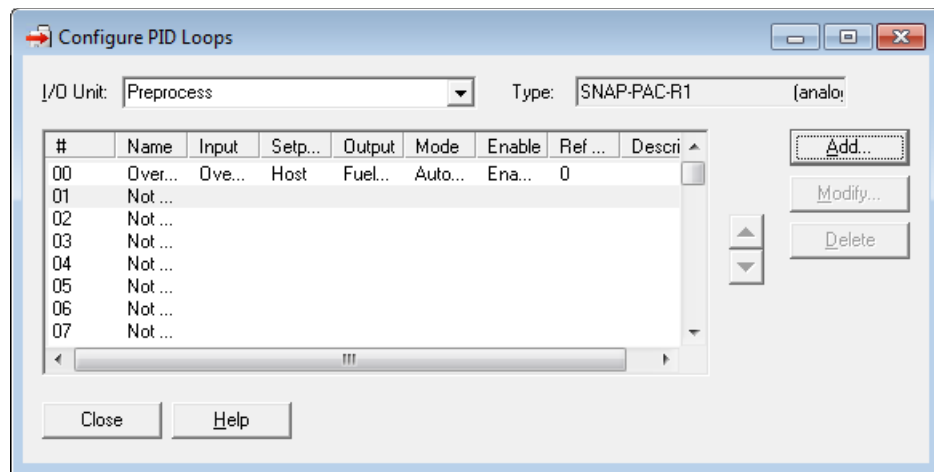 Configure PID Loops
I/O Unit: Preprocess Type: SNAP-PAC-R1 (analog
# Name Input Setp... Output Mode Enable Ref ... Descri
00 Over... Ove... Host Fuel... Auto... Ena... 0
01 Not ...
02 Not ...
03 Not ...
04 Not ...
05 Not ...
06 Not ...
07 Not ...
Add...
Modify...
Delete
Close Help